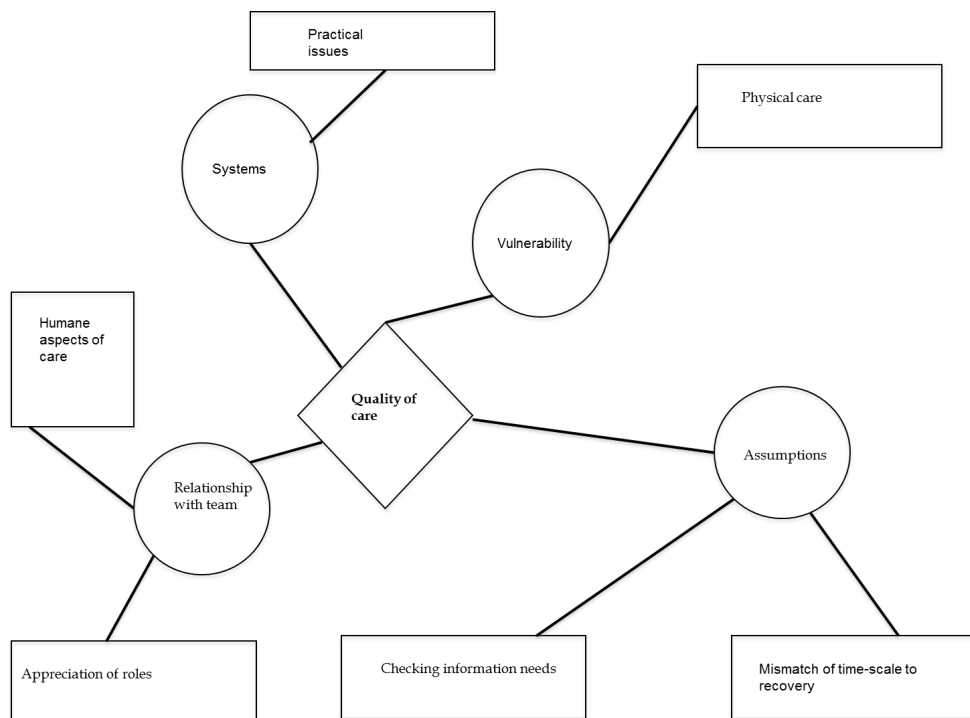 Practical
issues
Physical care
Systems
Vulnerability
Humane
aspects of
care
Quality of
care
Assumptions
Relationship
with team
Appreciation of roles
Checking information needs
Mismatch of time-scale to
recovery